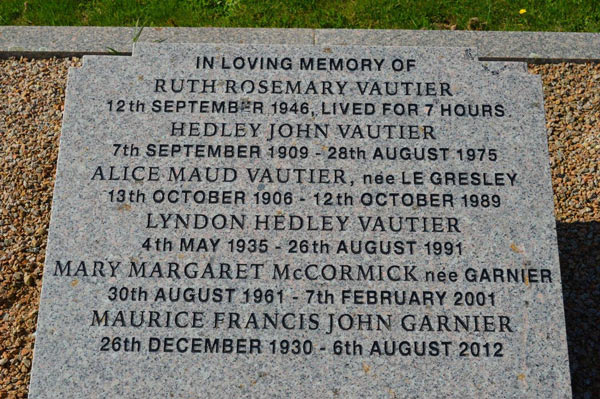 IN LOVING MEMORY OF
RUTH ROSEMARY VAUTIER
12TH SEPTEMBER 1946, LIVED FOR 7 HOURS.
HEDLEY JOHN VAUTIER
7TH SEPTEMBER 1909 - 28TH AUGUST 1975
ALICE MAUD VAUTIER, née LE GRESLEY
13TH OCTOBER 1906 - 12TH OCTOBER 1989
LYNDON HEDLEY VAUTIER
4TH MAY 1935 - 26TH AUGUST 1991
MARY MARGARET McCORMICK née GARNIER
30TH AUGUST 1961 - 7TH FEBRUARY 2001
MAURICE FRANCIS JOHN GARNIER
26TH DECEMBER 1930 - 6TH AUGUST 2012